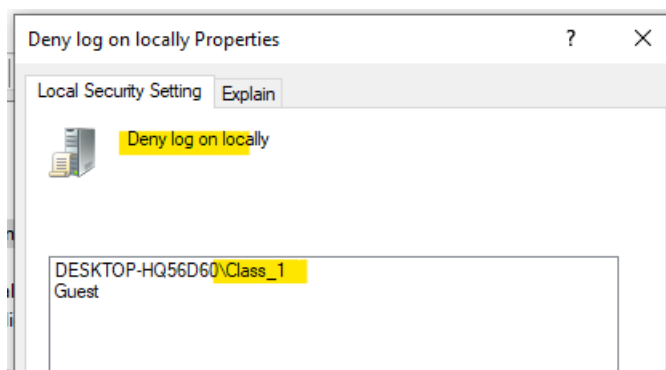 Deny log on locally Properties
?
Local Security Setting
Explain
Deny log on locally
DESKTOP-HQ56D60\Class_1
Guest